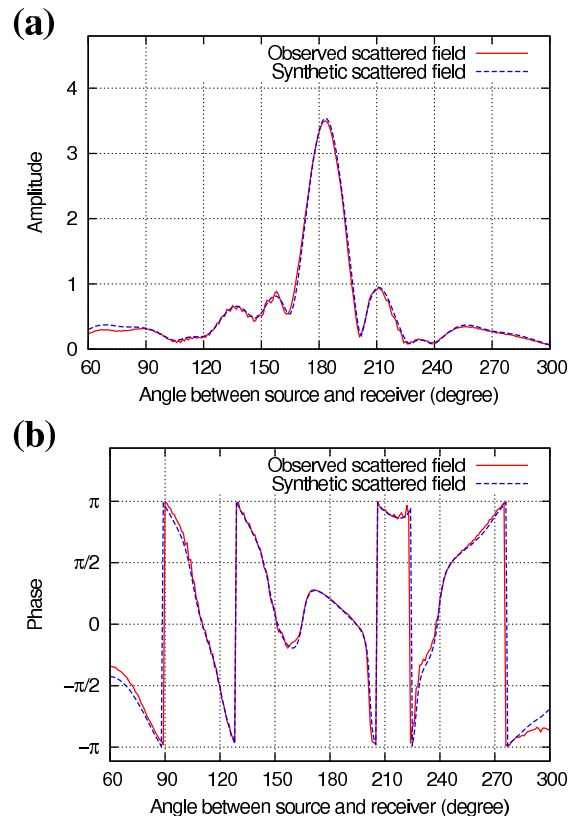 (a)
Observed scattered field
Synthetic scattered field
Amplitude
4
3
2
1
0
60 90 120 150 180 210 240 270 300
Angle between source and receiver (degree)
(b)
Observed scattered field
Synthetic scattered field
Phase
π
π/2
0
−π/2
−π
60 90 120 150 180 210 240 270 300
Angle between source and receiver (degree)